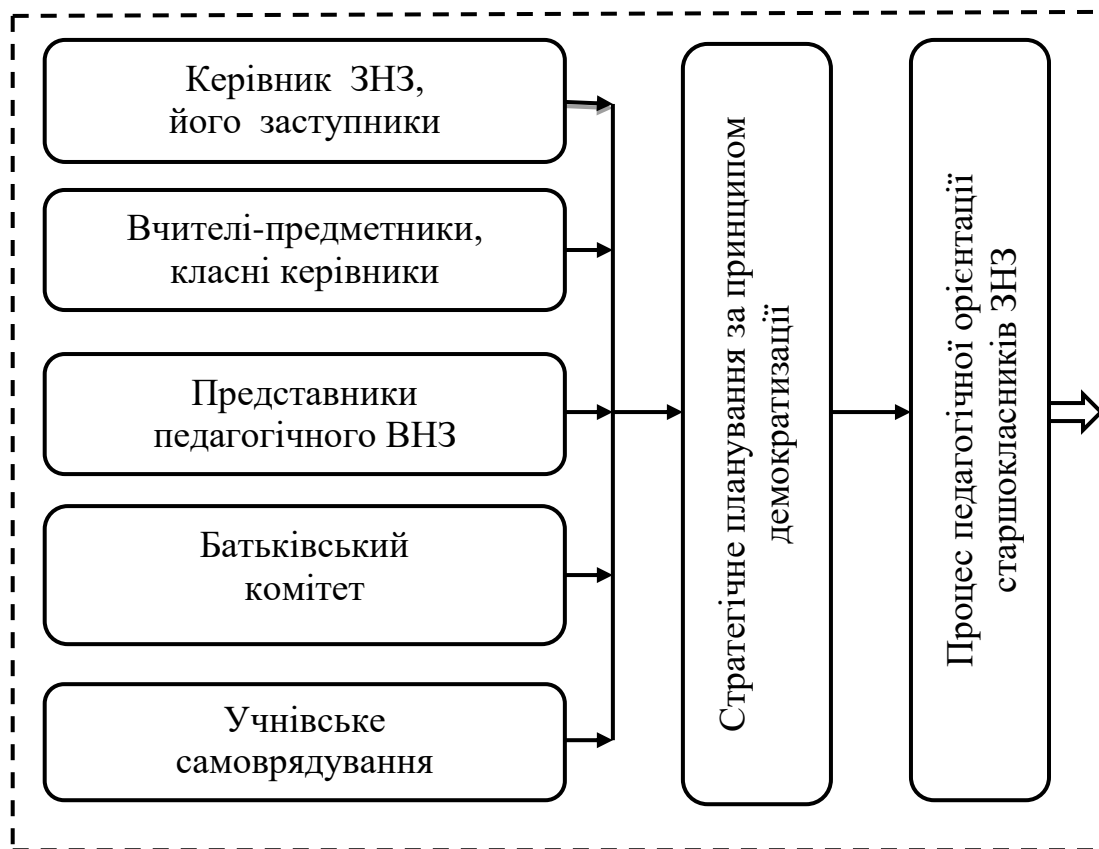 Керівник ЗНЗ,
його заступники
Вчителі-предметники,
класні керівники
Представники
педагогічного ВНЗ
Батьківський
комітет
Учнівське
самоврядування
Стратегічне планування за принципом
демократизації
Процес педагогічної орієнтації
старшокласників ЗНЗ